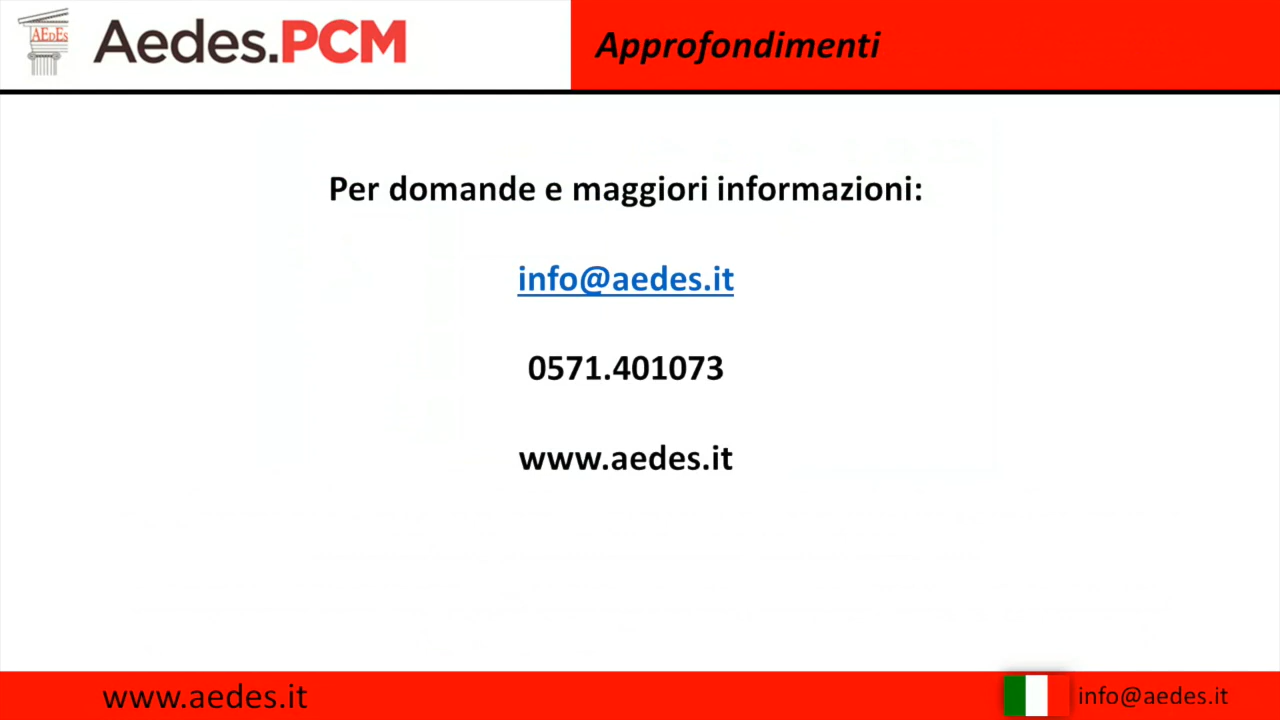 AEDES
Aedes.PCM
Approfondimenti
Per domande e maggiori informazioni:
info@aedes.it
0571.401073
www.aedes.it
www.aedes.it
info@aedes.it